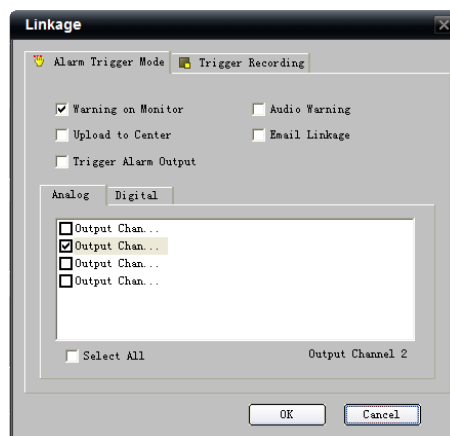 Linkage
Alarm Trigger Mode Trigger Recording
Warning on Monitor Audio Warning
Upload to Center Email Linkage
Trigger Alarm Output
Analog Digital
Output Chan...
Output Chan...
Output Chan...
Output Chan...
Select All Output Channel 2
OK Cancel